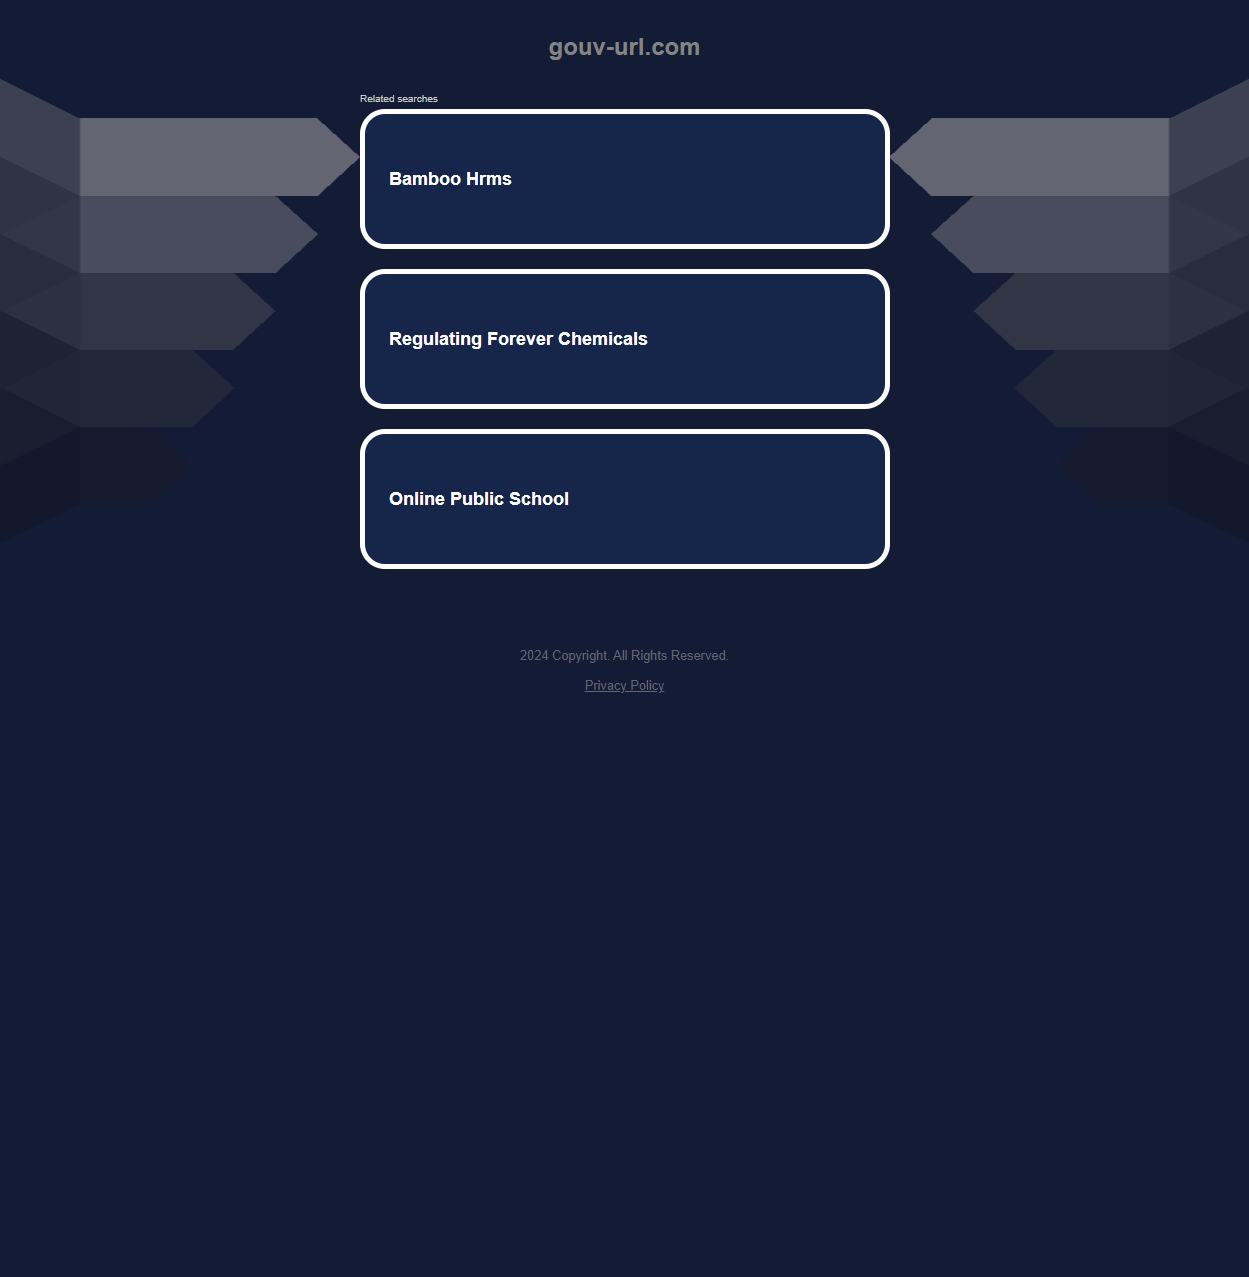 gouv-url.com
Related searches
Bamboo Hrms
Regulating Forever Chemicals
Online Public School
2024 Copyright. All Rights Reserved.
Privacy Policy